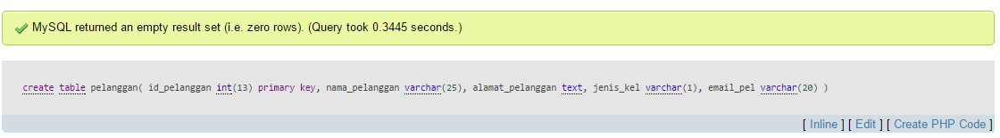 MySQL returned an empty result set (i.e. zero rows). (Query took 0.3445 seconds.)
create table pelanggan( id_pelanggan int(13) primary key, nama_pelanggan varchar(25), alamat_pelanggan text, jenis_kel varchar(1), email_pel varchar(20) )
[ Inline ] [ Edit ] [ Create PHP Code ]